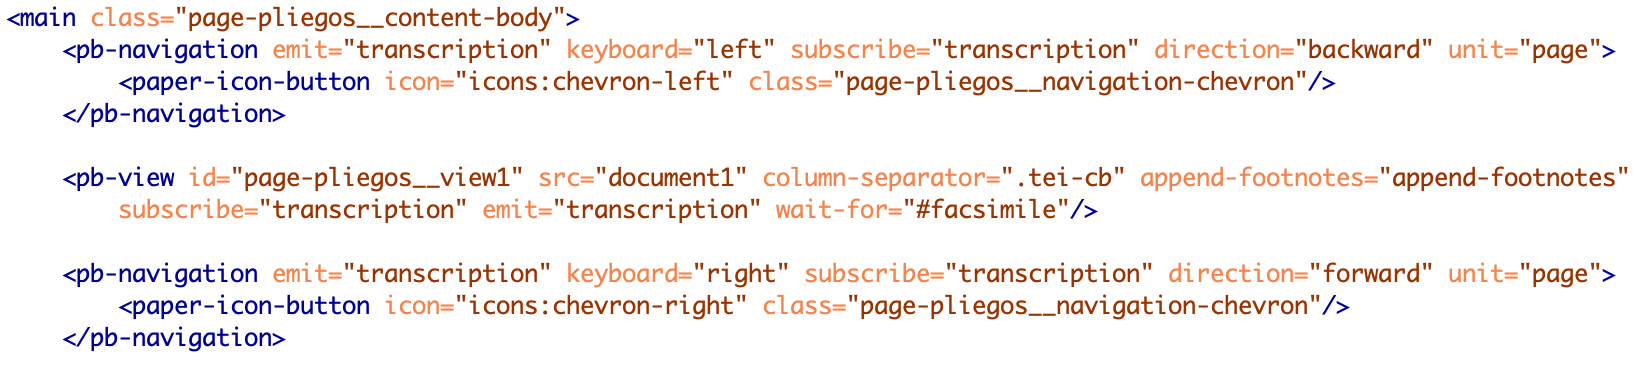 <main class="page-pliegos__content-body">
<pb-navigation emit="transcription" keyboard="left" subscribe="transcription" direction="backward" unit="page">
<paper-icon-button icon="icons:chevron-left" class="page-pliegos__navigation-chevron"/>
</pb-navigation>
<pb-view id="page-pliegos__view1" src="document1" column-separator=".tei-cb" append-footnotes="append-footnotes"
subscribe="transcription" emit="transcription" wait-for="#facsimile"/>
<pb-navigation emit="transcription" keyboard="right" subscribe="transcription" direction="forward" unit="page">
<paper-icon-button icon="icons:chevron-right" class="page-pliegos__navigation-chevron"/>
</pb-navigation>